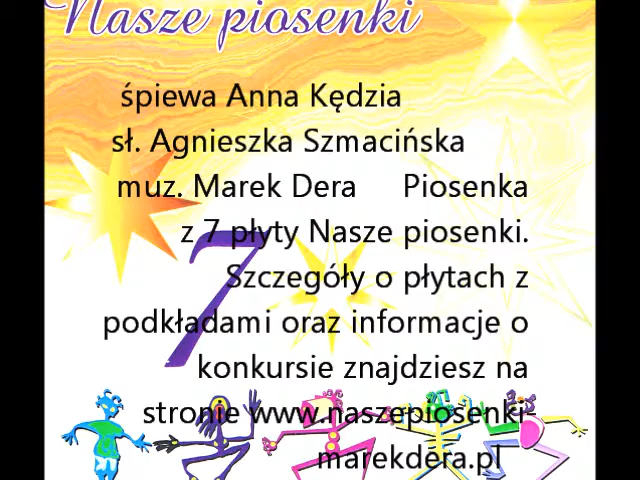 Nasze piosenki
śpiewa Anna Kędzia
sł. Agnieszka Szmacińska
muz. Marek Dera Piosenka
z 7 płyty Nasze piosenki.
7
Szczegóły o płytach z
podkładami oraz informacje o
konkursie znajdziesz na
stronie www.naszepiosenki-
marekdera.pl